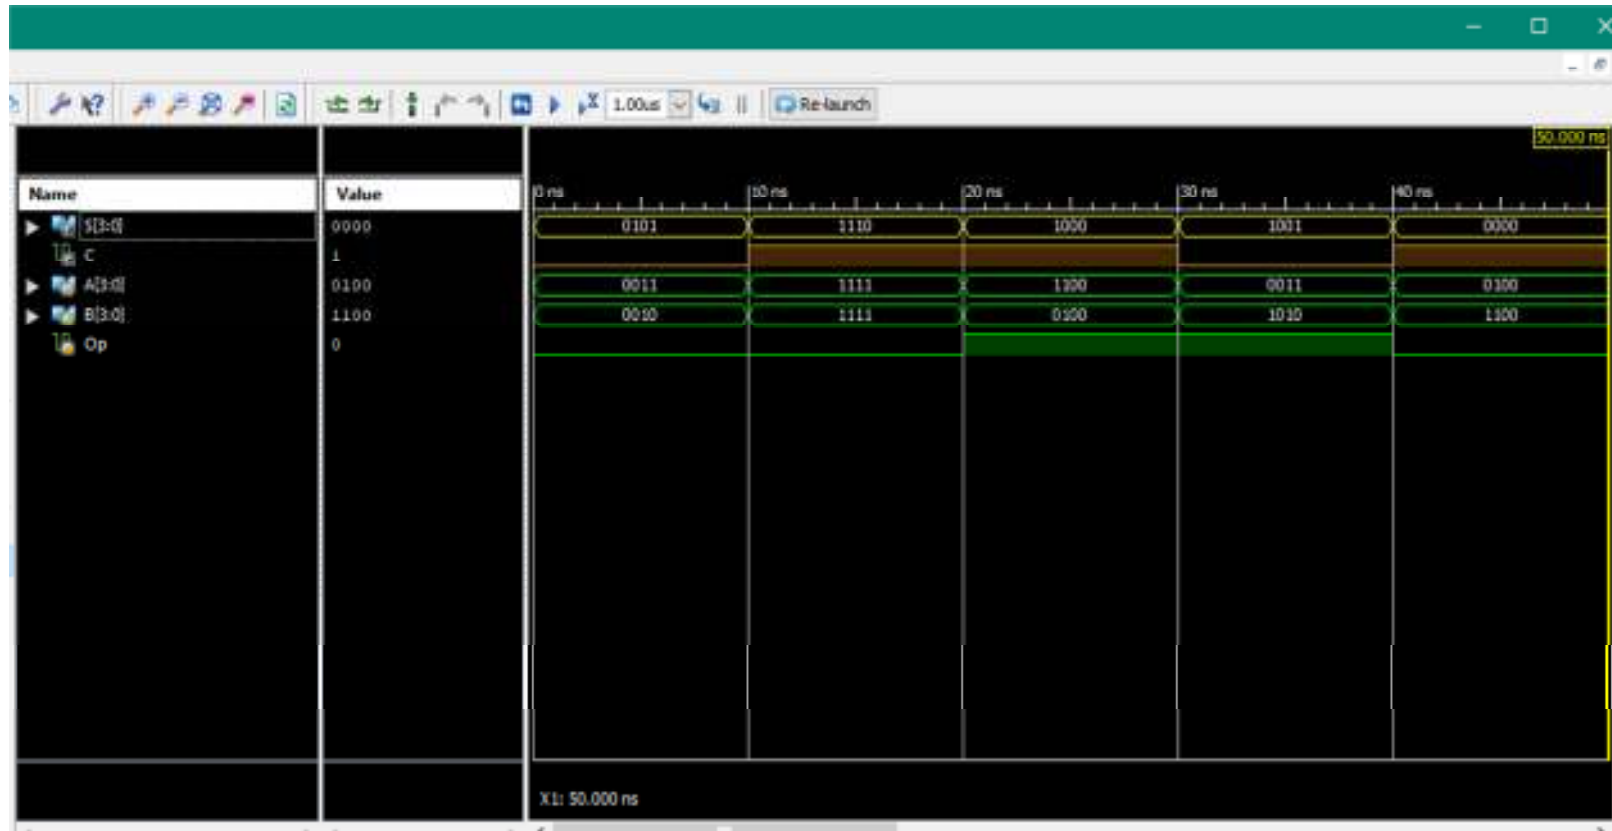 1.00us Re-launch
50.000 ns
Name Value 0 ns 10 ns 20 ns 30 ns 40 ns
S[3:0] 0000 0101 1110 1000 1001 0000
C 1
A[3:0] 0100 0011 1111 1100 0011 0100
B[3:0] 1100 0010 1111 0100 1010 1100
Op 0
X1: 50.000 ns